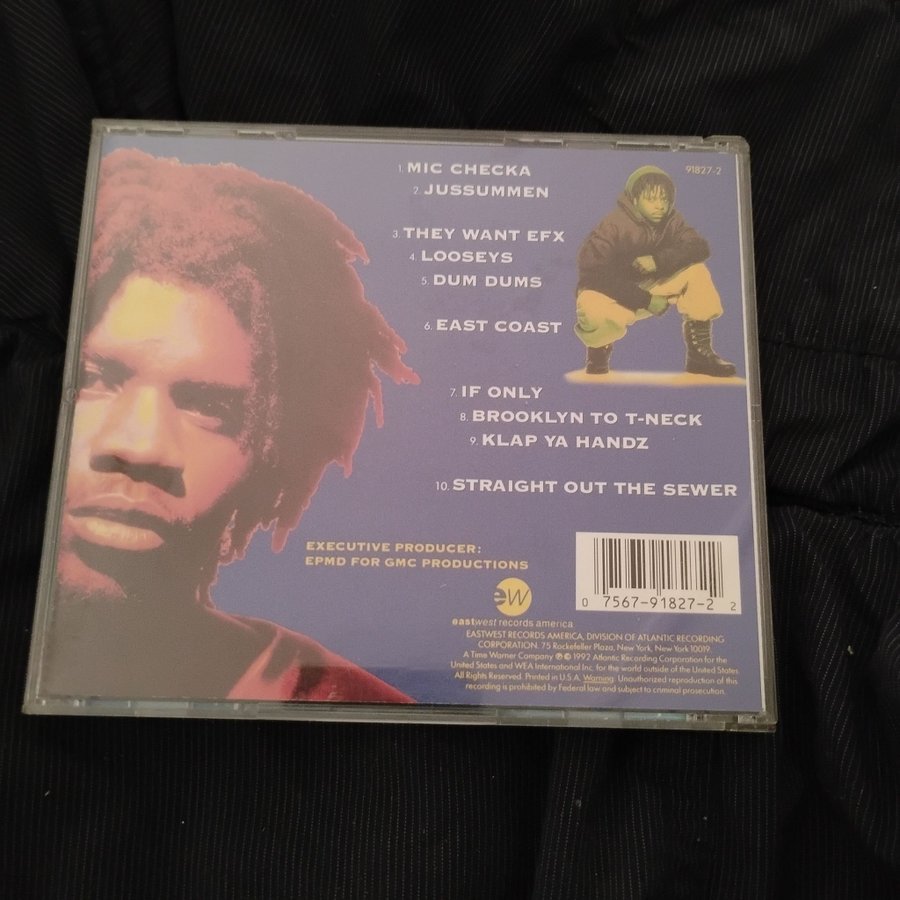 91827-2
1. MIC CHECKA
2. JUSSUMMEN
3. THEY WANT EFX
4. LOOSEYS
5. DUM DUMS
6. EAST COAST
7. IF ONLY
8. BROOKLYN TO T-NECK
9. KLAP YA HANDZ
10. STRAIGHT OUT THE SEWER
EXECUTIVE PRODUCER:
EPMD FOR GMC PRODUCTIONS
ew
0 7567-91827-2 2
eastwest records america
EASTWEST RECORDS AMERICA, DIVISION OF ATLANTIC RECORDING
CORPORATION. 75 Rockefeller Plaza, New York, New York 10019.
A Time Warner Company ℗ © 1992 Atlantic Recording Corporation for the
United States and WEA International Inc. for the world outside of the United States.
All Rights Reserved. Printed in U.S.A. Warning: Unauthorized reproduction of this
recording is prohibited by Federal law and subject to criminal prosecution.